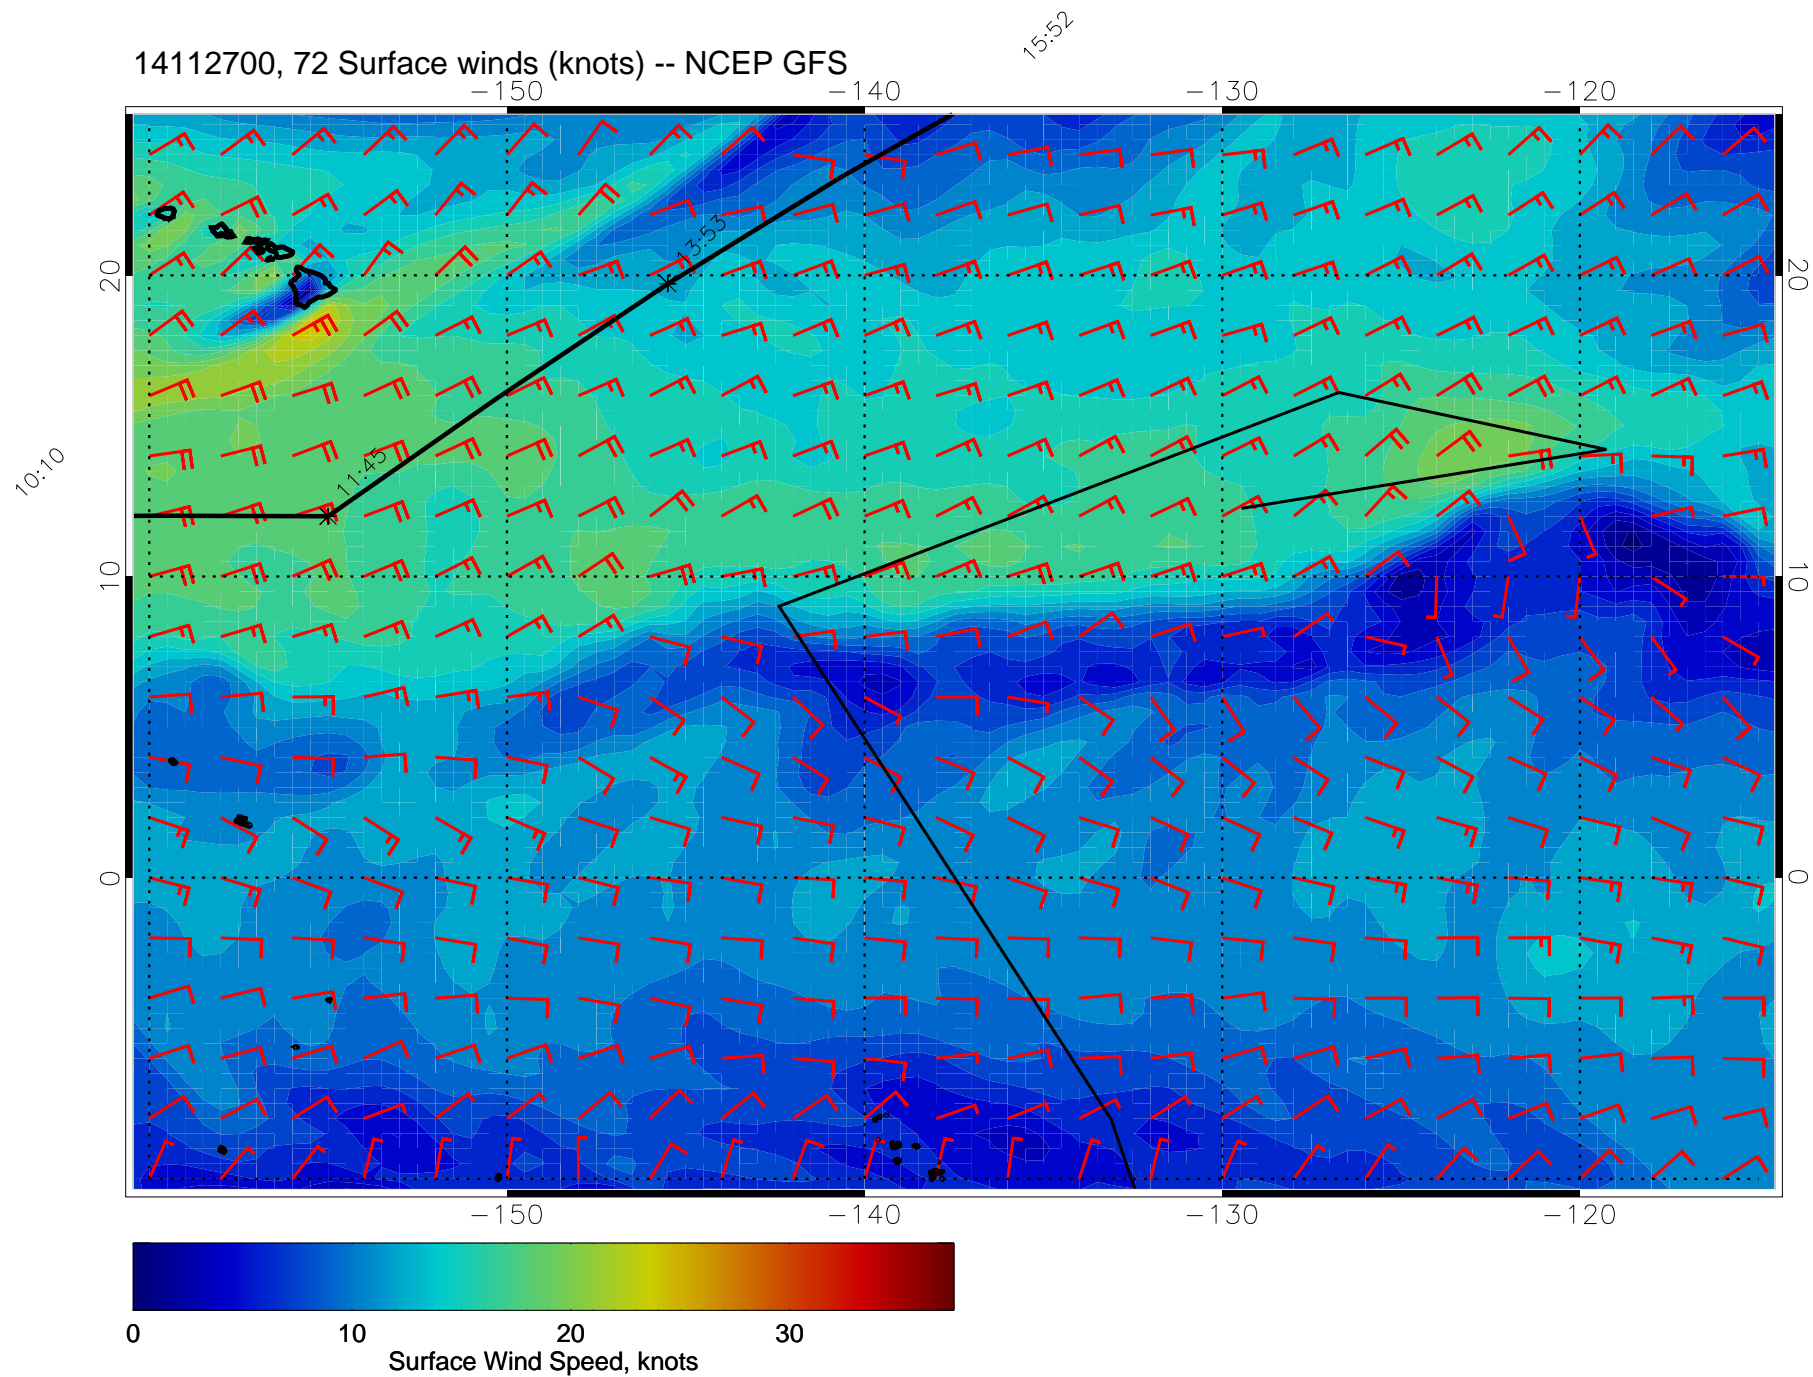 15:52
14112700, 72 Surface winds (knots) -- NCEP GFS
-150 -140 -130 -120
13:53
20 20
11:45
10:10
10 10
0 0
-150 -140 -130 -120
0 10 20 30
Surface Wind Speed, knots